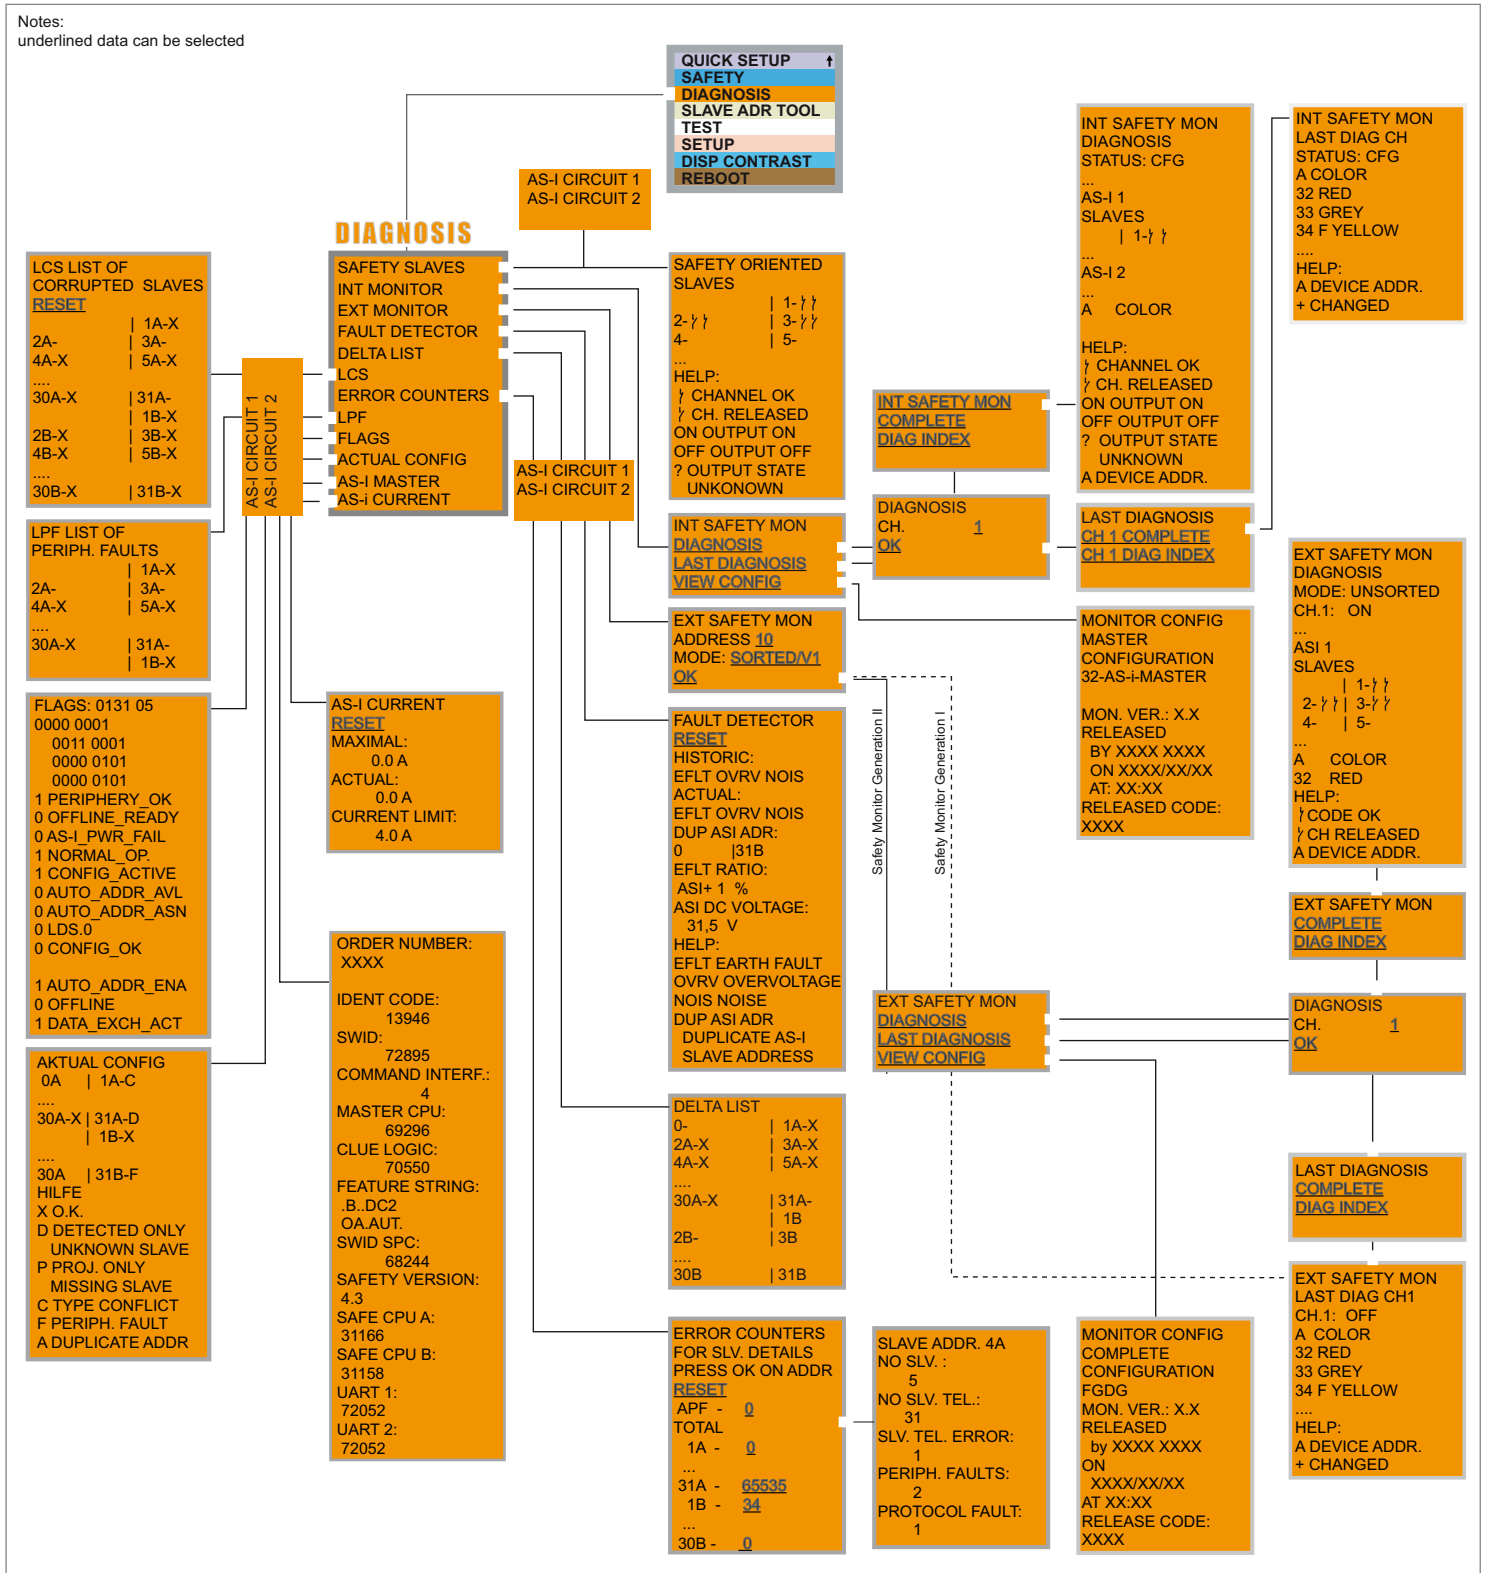 Notes:
underlined data can be selected
QUICK SETUP
SAFETY
DIAGNOSIS
SLAVE ADR TOOL
TEST
SETUP
DISP CONTRAST
REBOOT
AS-I CIRCUIT 1
AS-I CIRCUIT 2
DIAGNOSIS
SAFETY SLAVES
INT MONITOR
EXT MONITOR
FAULT DETECTOR
DELTA LIST
LCS
ERROR COUNTERS
LPF
FLAGS
ACTUAL CONFIG
AS-I MASTER
AS-i CURRENT
AS-I CIRCUIT 1
AS-I CIRCUIT 2
AS-I CIRCUIT 1
AS-I CIRCUIT 2
LCS LIST OF
CORRUPTED SLAVES
RESET
| 1A-X
2A- | 3A-
4A-X | 5A-X
....
30A-X | 31A-
| 1B-X
2B-X | 3B-X
4B-X | 5B-X
....
30B-X | 31B-X
LPF LIST OF
PERIPH. FAULTS
| 1A-X
2A- | 3A-
4A-X | 5A-X
....
30A-X | 31A-
| 1B-X
FLAGS: 0131 05
0000 0001
0011 0001
0000 0101
0000 0101
1 PERIPHERY_OK
0 OFFLINE_READY
0 AS-I_PWR_FAIL
1 NORMAL_OP.
1 CONFIG_ACTIVE
0 AUTO_ADDR_AVL
0 AUTO_ADDR_ASN
0 LDS.0
0 CONFIG_OK
1 AUTO_ADDR_ENA
0 OFFLINE
1 DATA_EXCH_ACT
AKTUAL CONFIG
0A | 1A-C
....
30A-X | 31A-D
| 1B-X
....
30A | 31B-F
HILFE
X O.K.
D DETECTED ONLY
UNKNOWN SLAVE
P PROJ. ONLY
MISSING SLAVE
C TYPE CONFLICT
F PERIPH. FAULT
A DUPLICATE ADDR
AS-I CURRENT
RESET
MAXIMAL:
0.0 A
ACTUAL:
0.0 A
CURRENT LIMIT:
4.0 A
ORDER NUMBER:
XXXX
IDENT CODE:
13946
SWID:
72895
COMMAND INTERF.:
4
MASTER CPU:
69296
CLUE LOGIC:
70550
FEATURE STRING:
.B..DC2
OA.AUT.
SWID SPC:
68244
SAFETY VERSION:
4.3
SAFE CPU A:
31166
SAFE CPU B:
31158
UART 1:
72052
UART 2:
72052
SAFETY ORIENTED
SLAVES
| 1-
2- | 3-
4- | 5-
...
HELP:
CHANNEL OK
CH. RELEASED
ON OUTPUT ON
OFF OUTPUT OFF
? OUTPUT STATE
UNKONOWN
INT SAFETY MON
DIAGNOSIS
LAST DIAGNOSIS
VIEW CONFIG
EXT SAFETY MON
ADDRESS 10
MODE: SORTED/V1
OK
FAULT DETECTOR
RESET
HISTORIC:
EFLT OVRV NOIS
ACTUAL:
EFLT OVRV NOIS
DUP ASI ADR:
0 |31B
EFLT RATIO:
ASI+ 1 %
ASI DC VOLTAGE:
31,5 V
HELP:
EFLT EARTH FAULT
OVRV OVERVOLTAGE
NOIS NOISE
DUP ASI ADR
DUPLICATE AS-I
SLAVE ADDRESS
DELTA LIST
0- | 1A-X
2A-X | 3A-X
4A-X | 5A-X
....
30A-X | 31A-
| 1B
2B- | 3B
....
30B | 31B
ERROR COUNTERS
FOR SLV. DETAILS
PRESS OK ON ADDR
RESET
APF - 0
TOTAL
1A - 0
...
31A - 65535
1B - 34
...
30B - 0
SLAVE ADDR. 4A
NO SLV. :
5
NO SLV. TEL.:
31
SLV. TEL. ERROR:
1
PERIPH. FAULTS:
2
PROTOCOL FAULT:
1
INT SAFETY MON
COMPLETE
DIAG INDEX
DIAGNOSIS
CH. 1
OK
Safety Monitor Generation II
Safety Monitor Generation I
EXT SAFETY MON
DIAGNOSIS
LAST DIAGNOSIS
VIEW CONFIG
INT SAFETY MON
DIAGNOSIS
STATUS: CFG
...
AS-I 1
SLAVES
| 1-
...
AS-I 2
...
A COLOR
HELP:
CHANNEL OK
CH. RELEASED
ON OUTPUT ON
OFF OUTPUT OFF
? OUTPUT STATE
UNKNOWN
A DEVICE ADDR.
LAST DIAGNOSIS
CH 1 COMPLETE
CH 1 DIAG INDEX
MONITOR CONFIG
MASTER
CONFIGURATION
32-AS-i-MASTER
MON. VER.: X.X
RELEASED
BY XXXX XXXX
ON XXXX/XX/XX
AT: XX:XX
RELEASED CODE:
XXXX
MONITOR CONFIG
COMPLETE
CONFIGURATION
FGDG
MON. VER.: X.X
RELEASED
by XXXX XXXX
ON
XXXX/XX/XX
AT XX:XX
RELEASE CODE:
XXXX
INT SAFETY MON
LAST DIAG CH
STATUS: CFG
A COLOR
32 RED
33 GREY
34 F YELLOW
....
HELP:
A DEVICE ADDR.
+ CHANGED
EXT SAFETY MON
DIAGNOSIS
MODE: UNSORTED
CH.1: ON
...
ASI 1
SLAVES
| 1-
2- | 3-
4- | 5-
...
A COLOR
32 RED
HELP:
CODE OK
CH RELEASED
A DEVICE ADDR.
EXT SAFETY MON
COMPLETE
DIAG INDEX
DIAGNOSIS
CH. 1
OK
LAST DIAGNOSIS
COMPLETE
DIAG INDEX
EXT SAFETY MON
LAST DIAG CH1
CH.1: OFF
A COLOR
32 RED
33 GREY
34 F YELLOW
....
HELP:
A DEVICE ADDR.
+ CHANGED